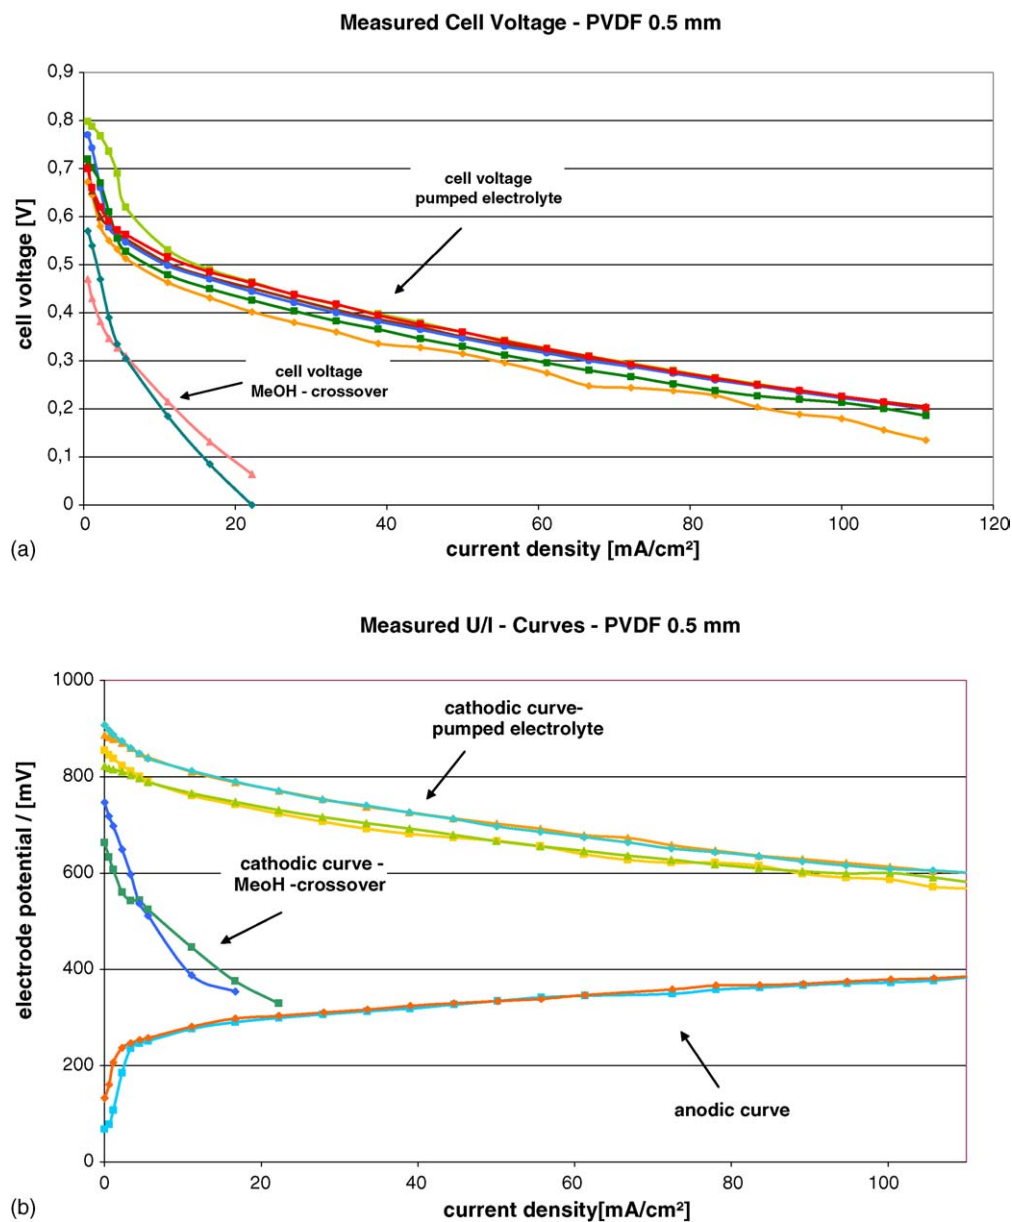 Measured Cell Voltage - PVDF 0.5 mm
0,9
0,8
0,7
0,6
0,5
0,4
0,3
0,2
0,1
0
cell voltage [V]
cell voltage
pumped electrolyte
cell voltage
MeOH - crossover
0 20 40 60 80 100 120
current density [mA/cm²]
(a)
Measured U/I - Curves - PVDF 0.5 mm
1000
800
600
400
200
0
electrode potential / [mV]
cathodic curve-
pumped electrolyte
cathodic curve -
MeoH -crossover
anodic curve
0 20 40 60 80 100
current density[mA/cm²]
(b)